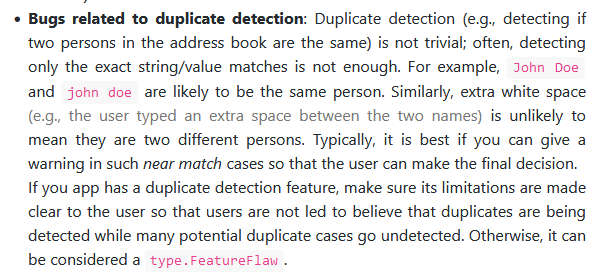 • Bugs related to duplicate detection: Duplicate detection (e.g., detecting if
two persons in the address book are the same) is not trivial; often, detecting
only the exact string/value matches is not enough. For example, John Doe
and john doe are likely to be the same person. Similarly, extra white space
(e.g., the user typed an extra space between the two names) is unlikely to
mean they are two different persons. Typically, it is best if you can give a
warning in such near match cases so that the user can make the final decision.
If you app has a duplicate detection feature, make sure its limitations are made
clear to the user so that users are not led to believe that duplicates are being
detected while many potential duplicate cases go undetected. Otherwise, it can
be considered a type.FeatureFlaw.